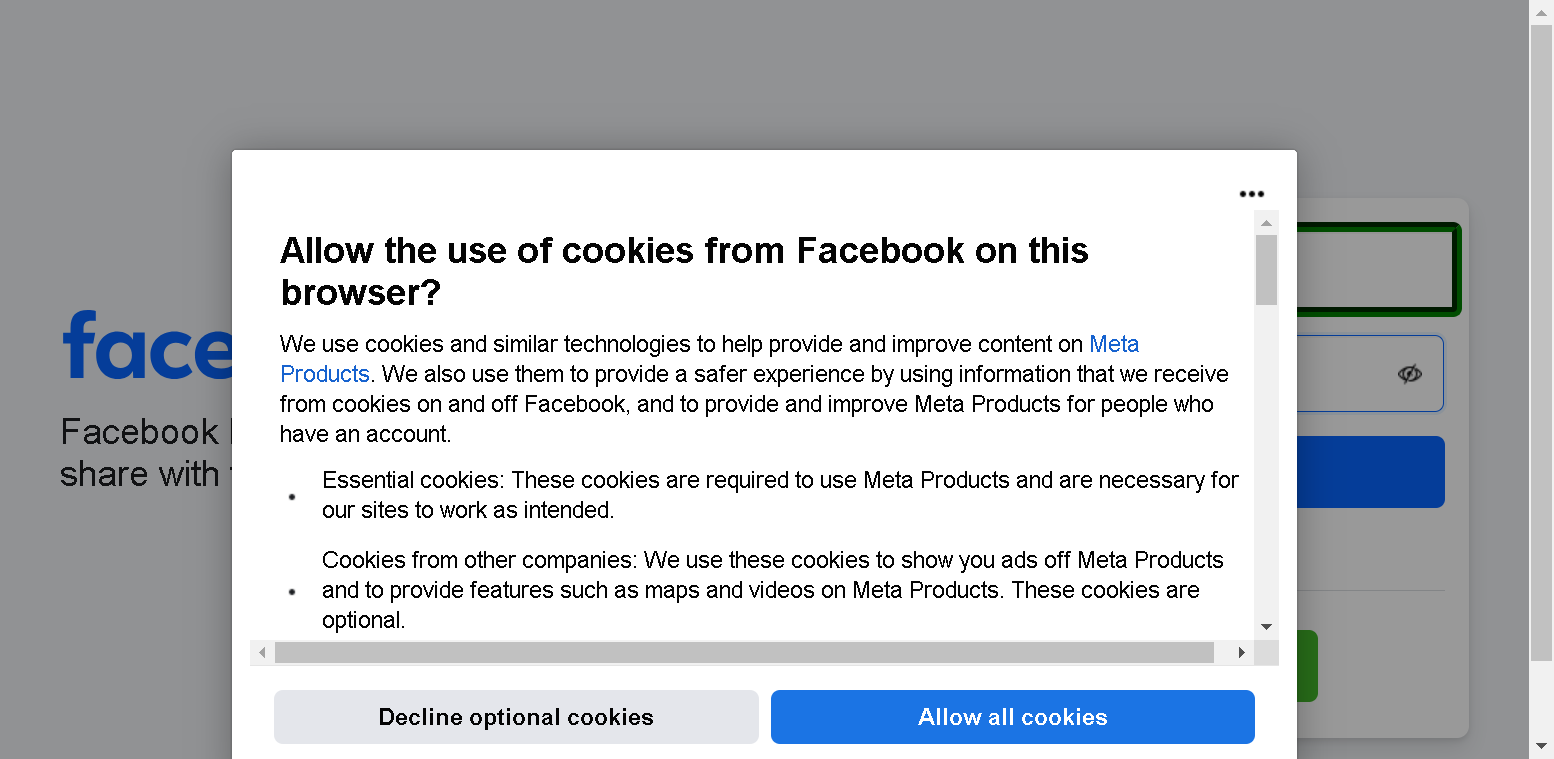 Allow the use of cookies from Facebook on this
browser?
We use cookies and similar technologies to help provide and improve content on Meta
Products. We also use them to provide a safer experience by using information that we receive
from cookies on and off Facebook, and to provide and improve Meta Products for people who
have an account.
Essential cookies: These cookies are required to use Meta Products and are necessary for
our sites to work as intended.
Cookies from other companies: We use these cookies to show you ads off Meta Products
and to provide features such as maps and videos on Meta Products. These cookies are
optional.
Decline optional cookies
Allow all cookies
face
Facebook
share with